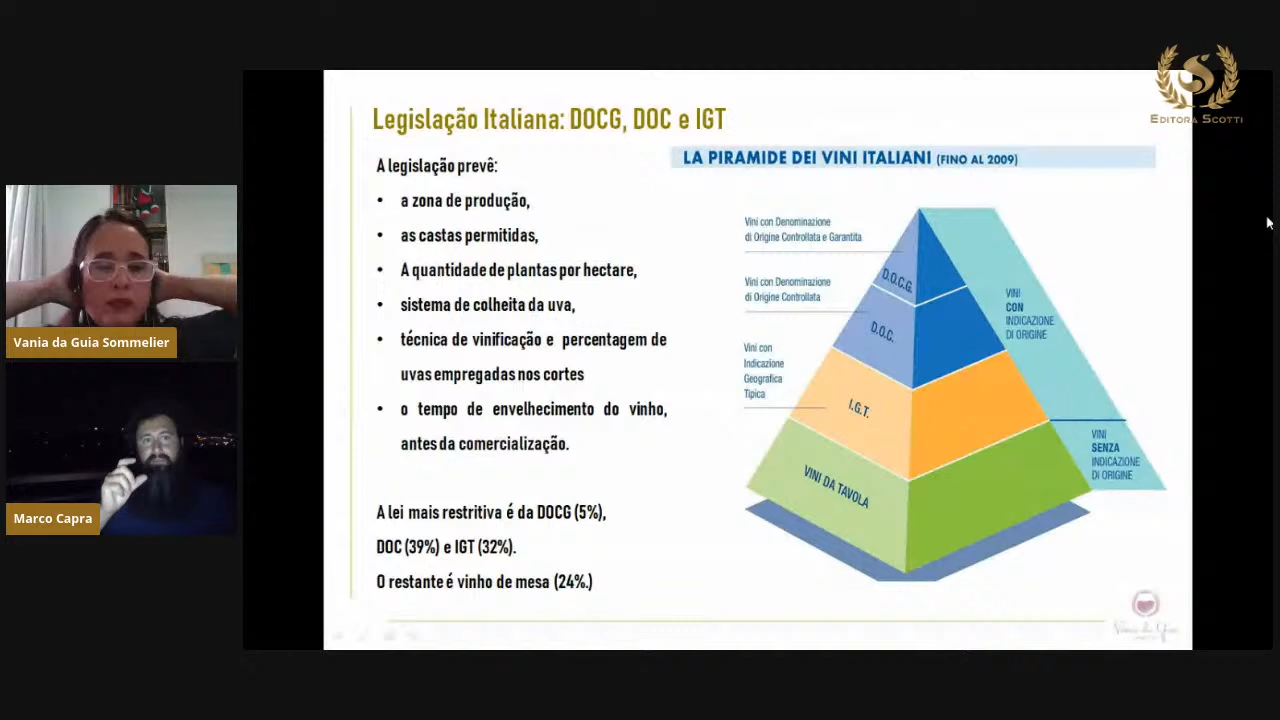 EDITORA SCOTTI
Legislação Italiana: DOCG, DOC e IGT
A legislação prevê:
• a zona de produção,
• as castas permitidas,
• A quantidade de plantas por hectare,
• sistema de colheita da uva,
• técnica de vinificação e percentagem de
uvas empregadas nos cortes
• o tempo de envelhecimento do vinho,
antes da comercialização.
A lei mais restritiva é da DOCG (5%),
DOC (39%) e IGT (32%).
O restante é vinho de mesa (24%.)
LA PIRAMIDE DEI VINI ITALIANI (FINO AL 2009)
Vini con Denominazione
di Origine Controllata e Garantita
Vini con Denominazione
di Origine Controllata
Vini con
Indicazione
Geografica
Tipica
D.O.C.G.
D.O.C.
I.G.T.
VINI DA TAVOLA
VINI
CON
INDICAZIONE
DI ORIGINE
VINI
SENZA
INDICAZIONE
DI ORIGINE
Vania da Guia Sommelier
Marco Capra